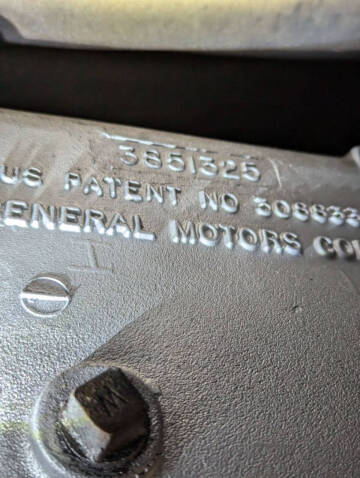 3851325
US PATENT NO
GENERAL MOTORS
I
W